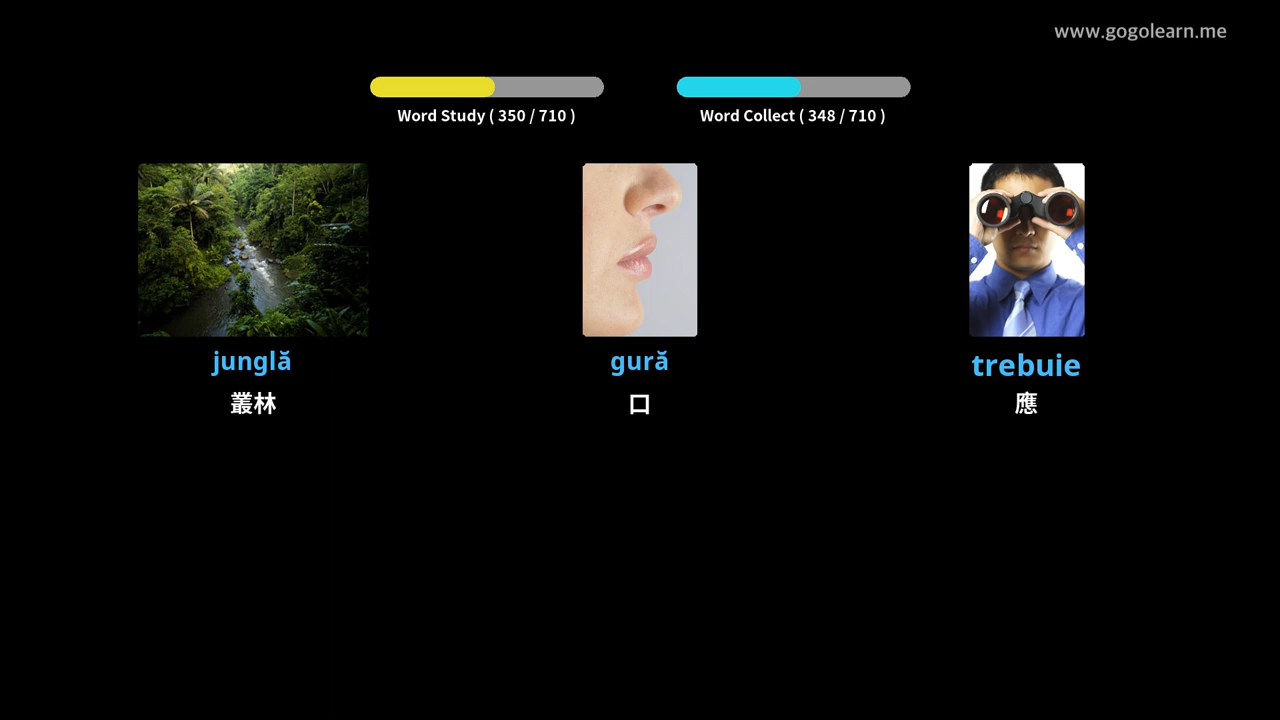 www.gogolearn.me
Word Study ( 350 / 710 )
Word Collect ( 348 / 710 )
junglă
叢林
gură
口
trebuie
應